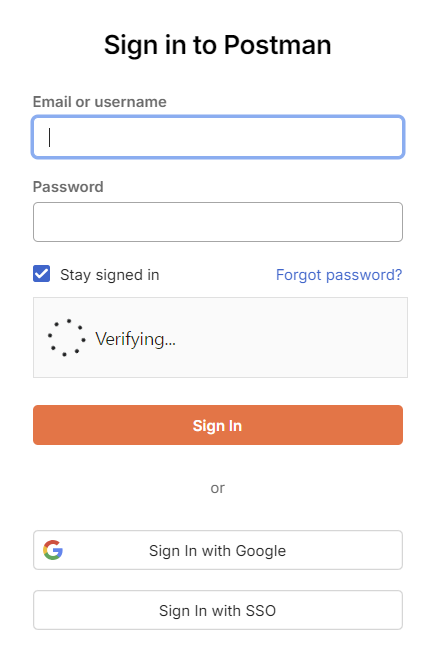 Sign in to Postman
Email or username
Password
Stay signed in
Forgot password?
Verifying...
Sign In
or
Sign In with Google
Sign In with SSO